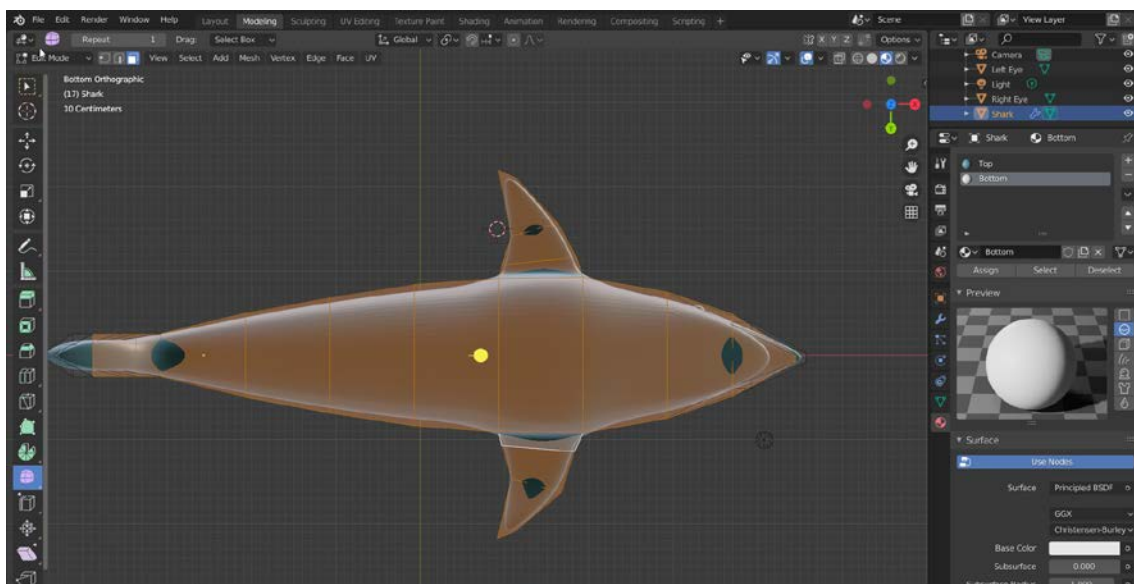 File Edit Render Window Help Layout Modeling Sculpting UV Editing Texture Paint Shading Animation Rendering Compositing Scripting + Scene View Layer
Repeat 1 Drag: Select Box Global X Y Z Options
Edit Mode View Select Add Mesh Vertex Edge Face UV
Bottom Orthographic
(17) Shark
10 Centimeters
Camera
Left Eye
Light
Right Eye
Shark
Shark Bottom
Top
Bottom
Bottom
Assign Select Deselect
Preview
Surface
Use Nodes
Surface Principled BSDF
GGX
Christensen-Burley
Base Color
Subsurface 0.000